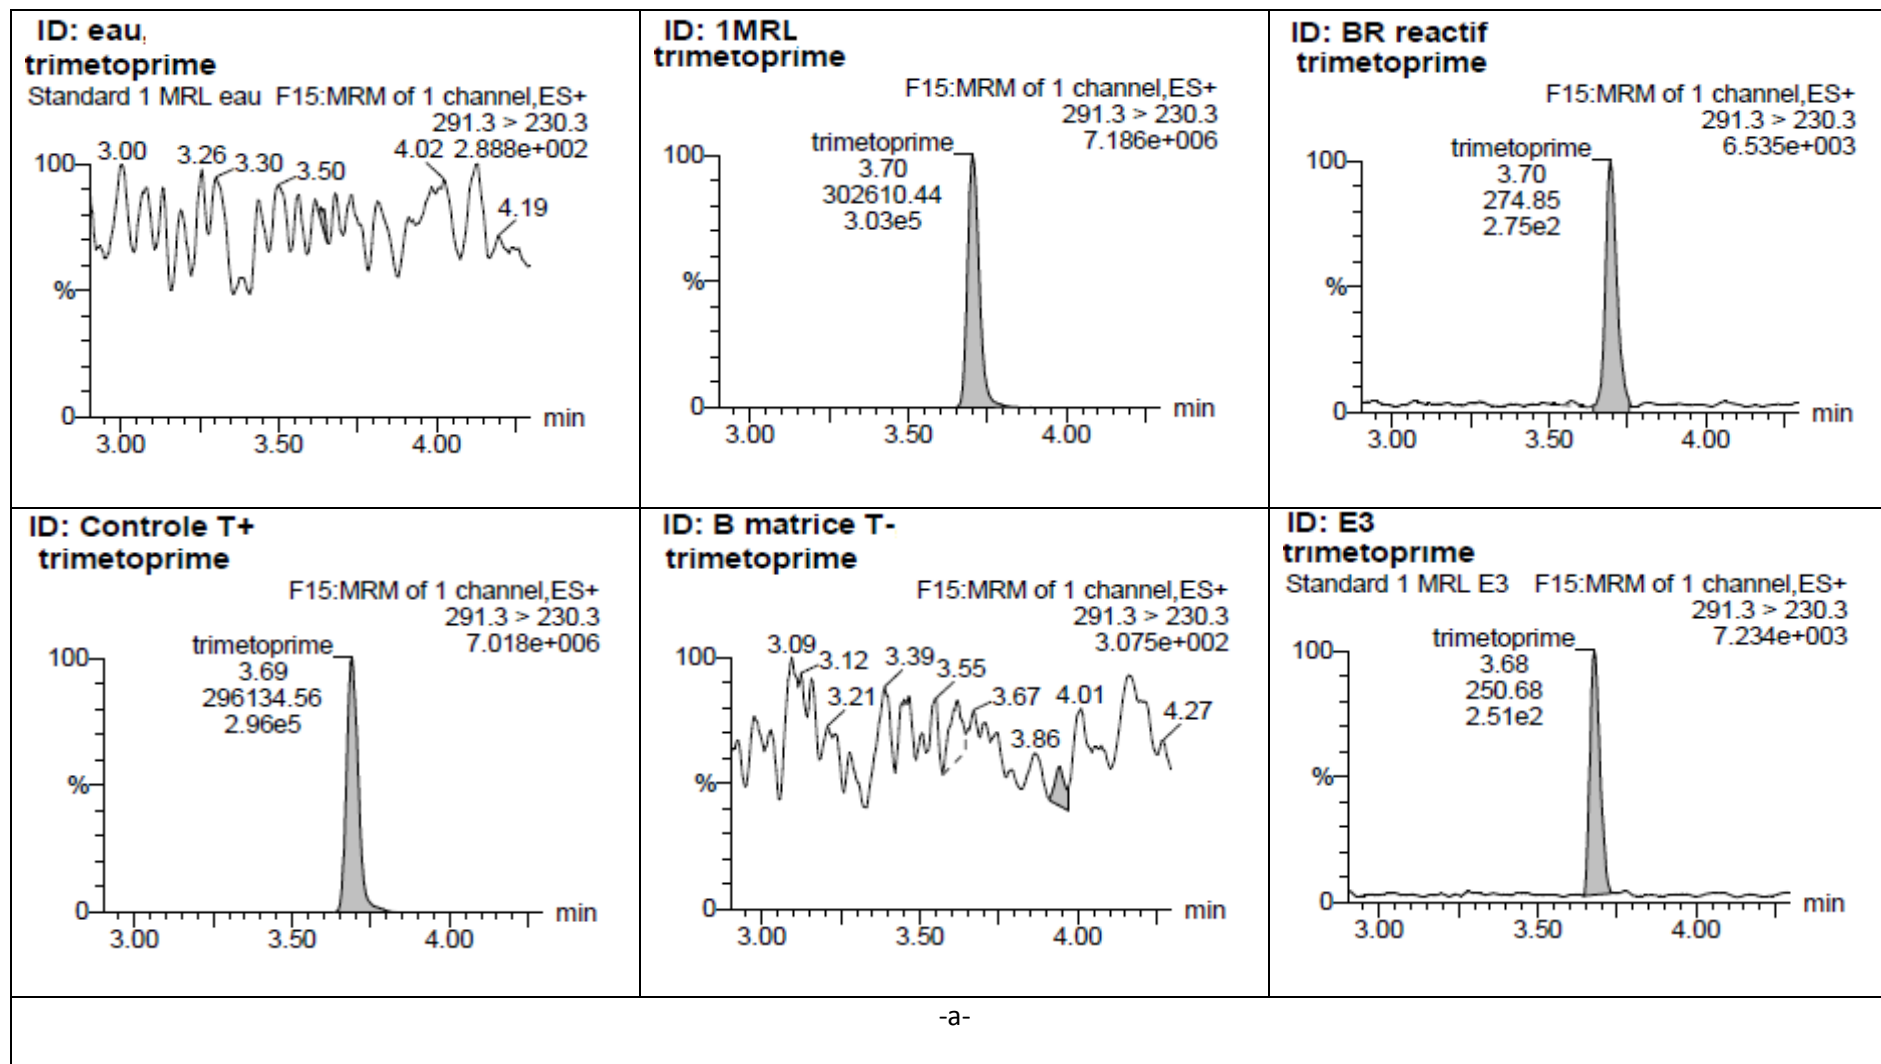 ID: eau,
trimetoprime
Standard 1 MRL eau F15:MRM of 1 channel,ES+
291.3 > 230.3
3.00 3.26 3.30 3.50 4.02 2.888e+002
100
4.19
%
0
min
3.00 3.50 4.00
ID: 1MRL
trimetoprime
F15:MRM of 1 channel,ES+
291.3 > 230.3
7.186e+006
trimetoprime
3.70
302610.44
3.03e5
100
%
0
min
3.00 3.50 4.00
ID: BR reactif
trimetoprime
F15:MRM of 1 channel,ES+
291.3 > 230.3
6.535e+003
trimetoprime
3.70
274.85
2.75e2
100
%
0
min
3.00 3.50 4.00
ID: Controle T+
trimetoprime
F15:MRM of 1 channel,ES+
291.3 > 230.3
7.018e+006
trimetoprime
3.69
296134.56
2.96e5
100
%
0
min
3.00 3.50 4.00
ID: B matrice T-
trimetoprime
F15:MRM of 1 channel,ES+
291.3 > 230.3
3.075e+002
3.09 3.12 3.39 3.55
100
3.21 3.67 4.01 4.27
3.86
%
0
min
3.00 3.50 4.00
ID: E3
trimetoprime
Standard 1 MRL E3 F15:MRM of 1 channel,ES+
291.3 > 230.3
7.234e+003
trimetoprime
3.68
250.68
2.51e2
100
%
0
min
3.00 3.50 4.00
-a-